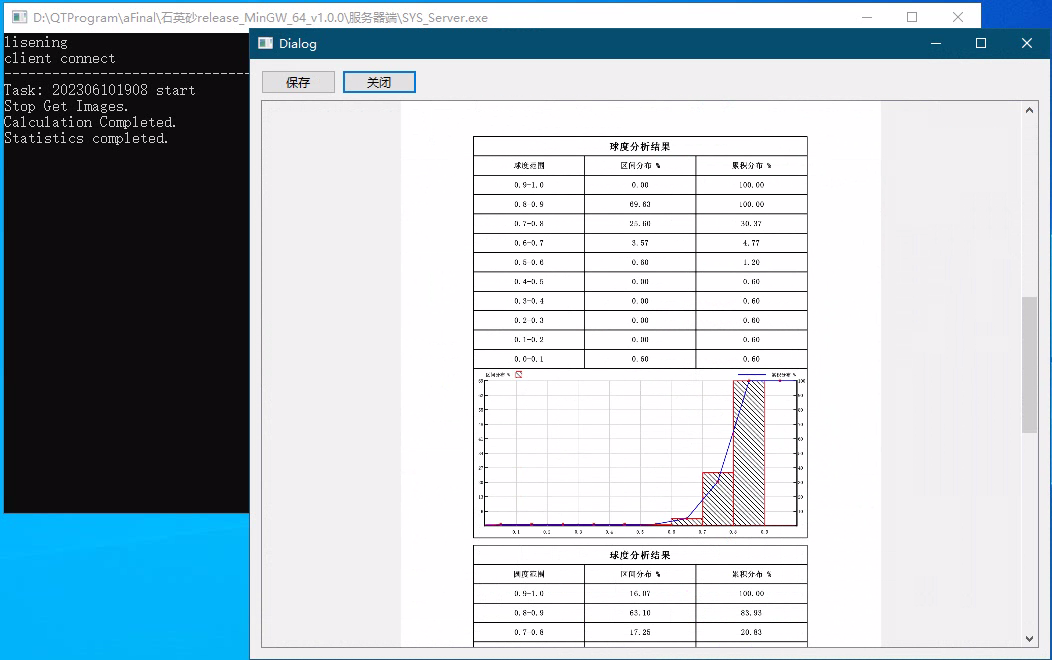 D:\QTProgram\aFinal\石英砂release_MinGW_64_v1.0.0\服务器端\SYS_Server.exe
lisening
client connect
Task: 202306101908 start
Stop Get Images.
Calculation Completed.
Statistics completed.
Dialog
保存 关闭
球度分析结果
球度范围 区间分布 % 累积分布 %
0.9-1.0 0.00 100.00
0.8-0.9 69.63 100.00
0.7-0.8 25.60 30.37
0.6-0.7 3.57 4.77
0.5-0.6 0.60 1.20
0.4-0.5 0.00 0.60
0.3-0.4 0.00 0.60
0.2-0.3 0.00 0.60
0.1-0.2 0.00 0.60
0.0-0.1 0.60 0.60
区间分布 % 累积分布 %
0.1 0.2 0.3 0.4 0.5 0.6 0.7 0.8 0.9
球度分析结果
圆度范围 区间分布 % 累积分布 %
0.9-1.0 16.07 100.00
0.8-0.9 63.10 83.93
0.7-0.8 17.25 20.83